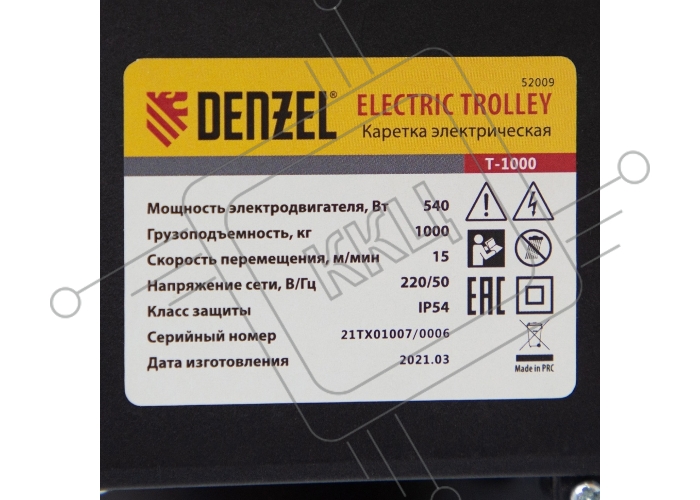 52009
DENZEL® ELECTRIC TROLLEY
Каретка электрическая
T-1000
Мощность электродвигателя, Вт 540
Грузоподъемность, кг 1000
Скорость перемещения, м/мин 15
Напряжение сети, В/Гц 220/50
Класс защиты IP54
Серийный номер 21TX01007/0006
Дата изготовления 2021.03
EAC
Made in PRC
ККЦ